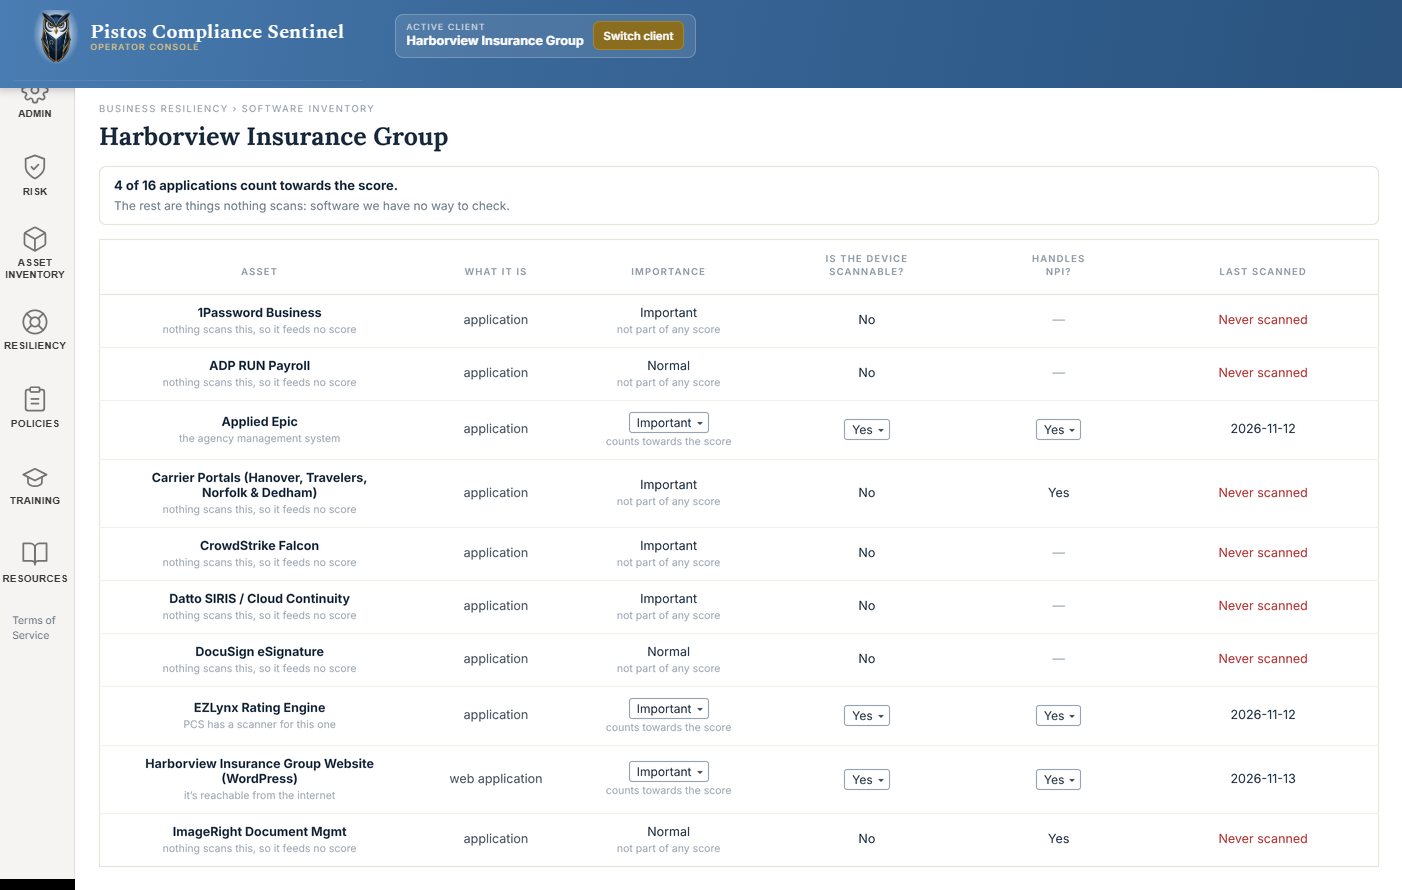 Pistos Compliance Sentinel
OPERATOR CONSOLE
ACTIVE CLIENT
Harborview Insurance Group
Switch client
ADMIN
RISK
ASSET
INVENTORY
RESILIENCY
POLICIES
TRAINING
RESOURCES
Terms of
Service
BUSINESS RESILIENCY › SOFTWARE INVENTORY
Harborview Insurance Group
4 of 16 applications count towards the score.
The rest are things nothing scans: software we have no way to check.
ASSET
WHAT IT IS
IMPORTANCE
IS THE DEVICE
SCANNABLE?
HANDLES
NPI?
LAST SCANNED
1Password Business
nothing scans this, so it feeds no score
application
Important
not part of any score
No
—
Never scanned
ADP RUN Payroll
nothing scans this, so it feeds no score
application
Normal
not part of any score
No
—
Never scanned
Applied Epic
the agency management system
application
Important
counts towards the score
Yes
Yes
2026-11-12
Carrier Portals (Hanover, Travelers,
Norfolk & Dedham)
nothing scans this, so it feeds no score
application
Important
not part of any score
No
Yes
Never scanned
CrowdStrike Falcon
nothing scans this, so it feeds no score
application
Important
not part of any score
No
—
Never scanned
Datto SIRIS / Cloud Continuity
nothing scans this, so it feeds no score
application
Important
not part of any score
No
—
Never scanned
DocuSign eSignature
nothing scans this, so it feeds no score
application
Normal
not part of any score
No
—
Never scanned
EZLynx Rating Engine
PCS has a scanner for this one
application
Important
counts towards the score
Yes
Yes
2026-11-12
Harborview Insurance Group Website
(WordPress)
it's reachable from the internet
web application
Important
counts towards the score
Yes
Yes
2026-11-13
ImageRight Document Mgmt
nothing scans this, so it feeds no score
application
Normal
not part of any score
No
Yes
Never scanned